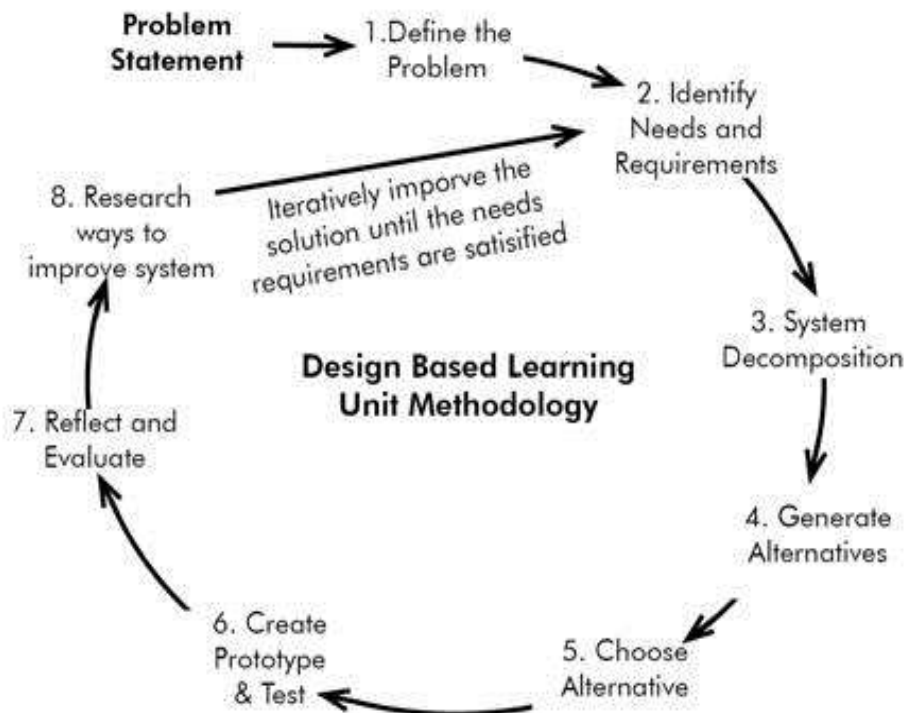 Problem
Statement
1.Define the
Problem
2. Identify
Needs and
Requirements
3. System
Decomposition
4. Generate
Alternatives
5. Choose
Alternative
6. Create
Prototype
& Test
7. Reflect and
Evaluate
8. Research
ways to
improve system
Iteratively imporve the
solution until the needs
requirements are satisified
Design Based Learning
Unit Methodology